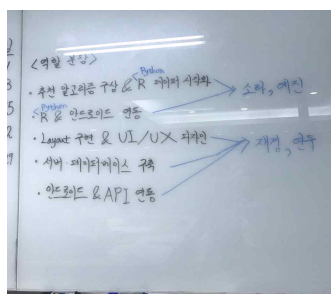 <역할 분담>
Python
• 추천 알고리즘 구상 & R 데이터 시각화
Python
• R & 안드로이드 연동
• Layout 구현 & UI/UX 디자인
• 서버 데이터베이스 구축
• 안드로이드 & API 연동
소라, 예진
재정, 연두